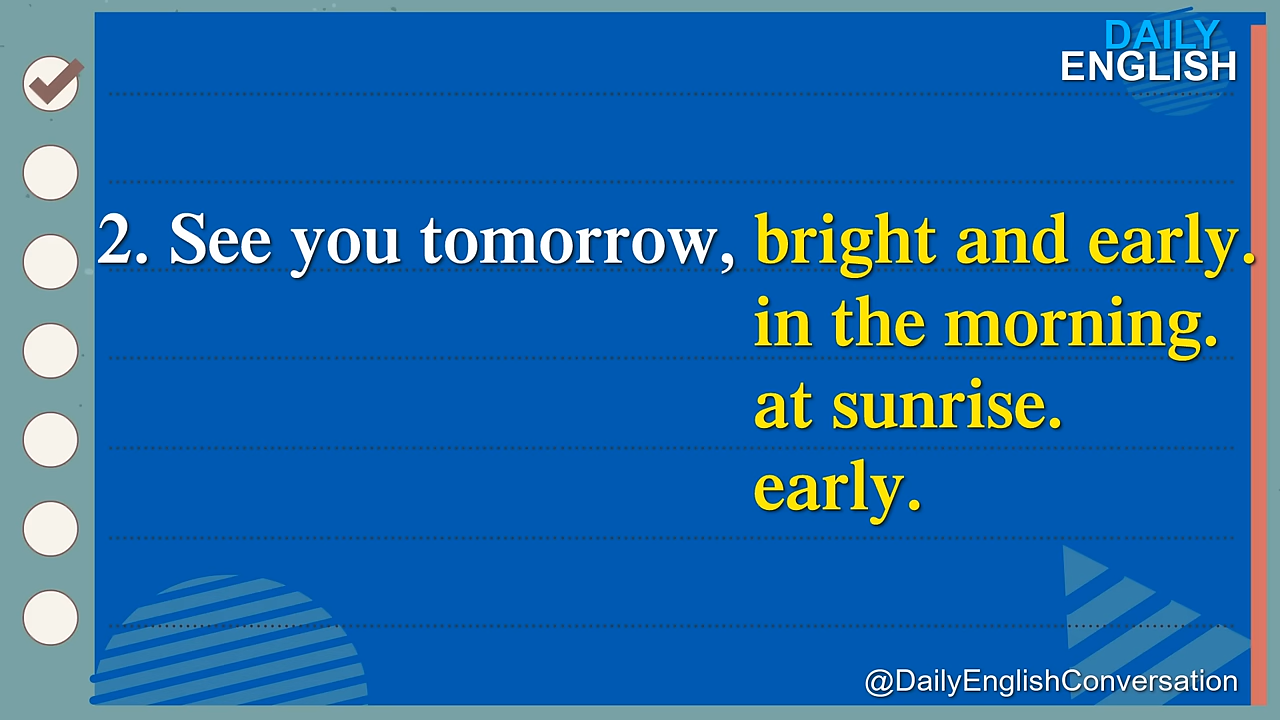 DAILY
ENGLISH
2. See you tomorrow, bright and early.
in the morning.
at sunrise.
early.
@DailyEnglishConversation